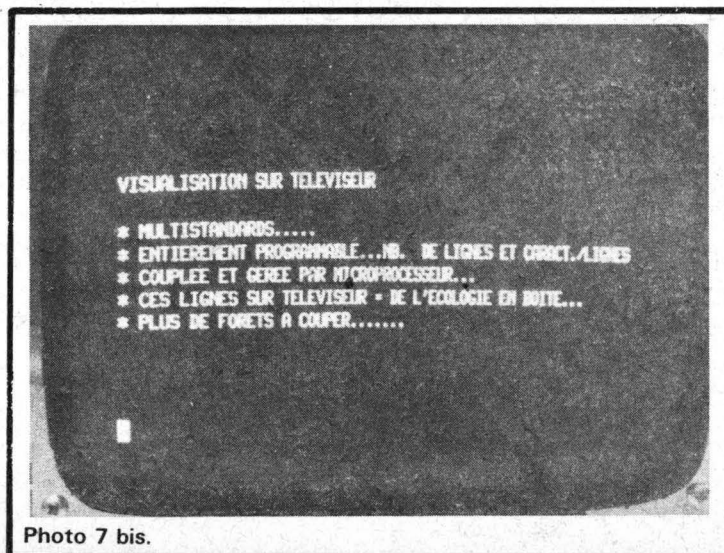 VISUALISATION SUR TELEVISEUR
* MULTISTANDARDS.....
* ENTIEREMENT PROGRAMMABLE...NB. DE LIGNES ET CARACT./LIGNES
* COUPLEE ET GEREE PAR MICROPROCESSEUR...
* CES LIGNES SUR TELEVISEUR = DE L'ECOLOGIE EN BOITE...
* PLUS DE FORETS A COUPER.......
Photo 7 bis.